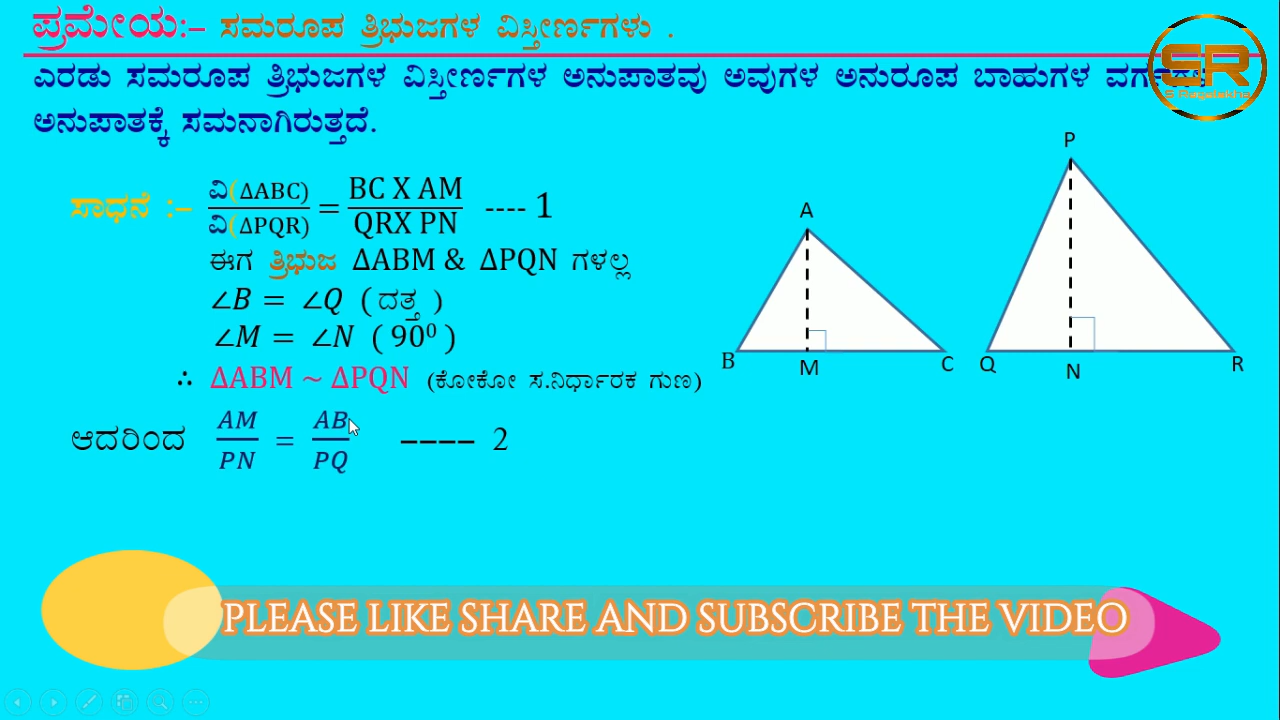 ಪ್ರಮೇಯ:– ಸಮರೂಪ ತ್ರಿಭುಜಗಳ ವಿಸ್ತೀರ್ಣಗಳು .
SR
ಎರಡು ಸಮರೂಪ ತ್ರಿಭುಜಗಳ ವಿಸ್ತೀರ್ಣಗಳ ಅನುಪಾತವು ಅವುಗಳ ಅನುರೂಪ ಬಾಹುಗಳ
ಅನುಪಾತಕ್ಕೆ ಸಮನಾಗಿರುತ್ತದೆ.
ಸಾಧನೆ :– ವಿ(ΔABC) / ವಿ(ΔPQR) = BC X AM / QRX PN ---- 1
ಈಗ ತ್ರಿಭುಜ ΔABM & ΔPQN ಗಳಲ್ಲ
∠B = ∠Q ( ದತ್ತ )
∠M = ∠N ( 90⁰ )
∴ ΔABM ~ ΔPQN (ಕೋಕೋ ಸ.ನಿರ್ಧಾರಕ ಗುಣ)
ಆದರಿಂದ AM / PN = AB / PQ ---- 2
A
B
M
C
P
Q
N
R
PLEASE LIKE SHARE AND SUBSCRIBE THE VIDEO